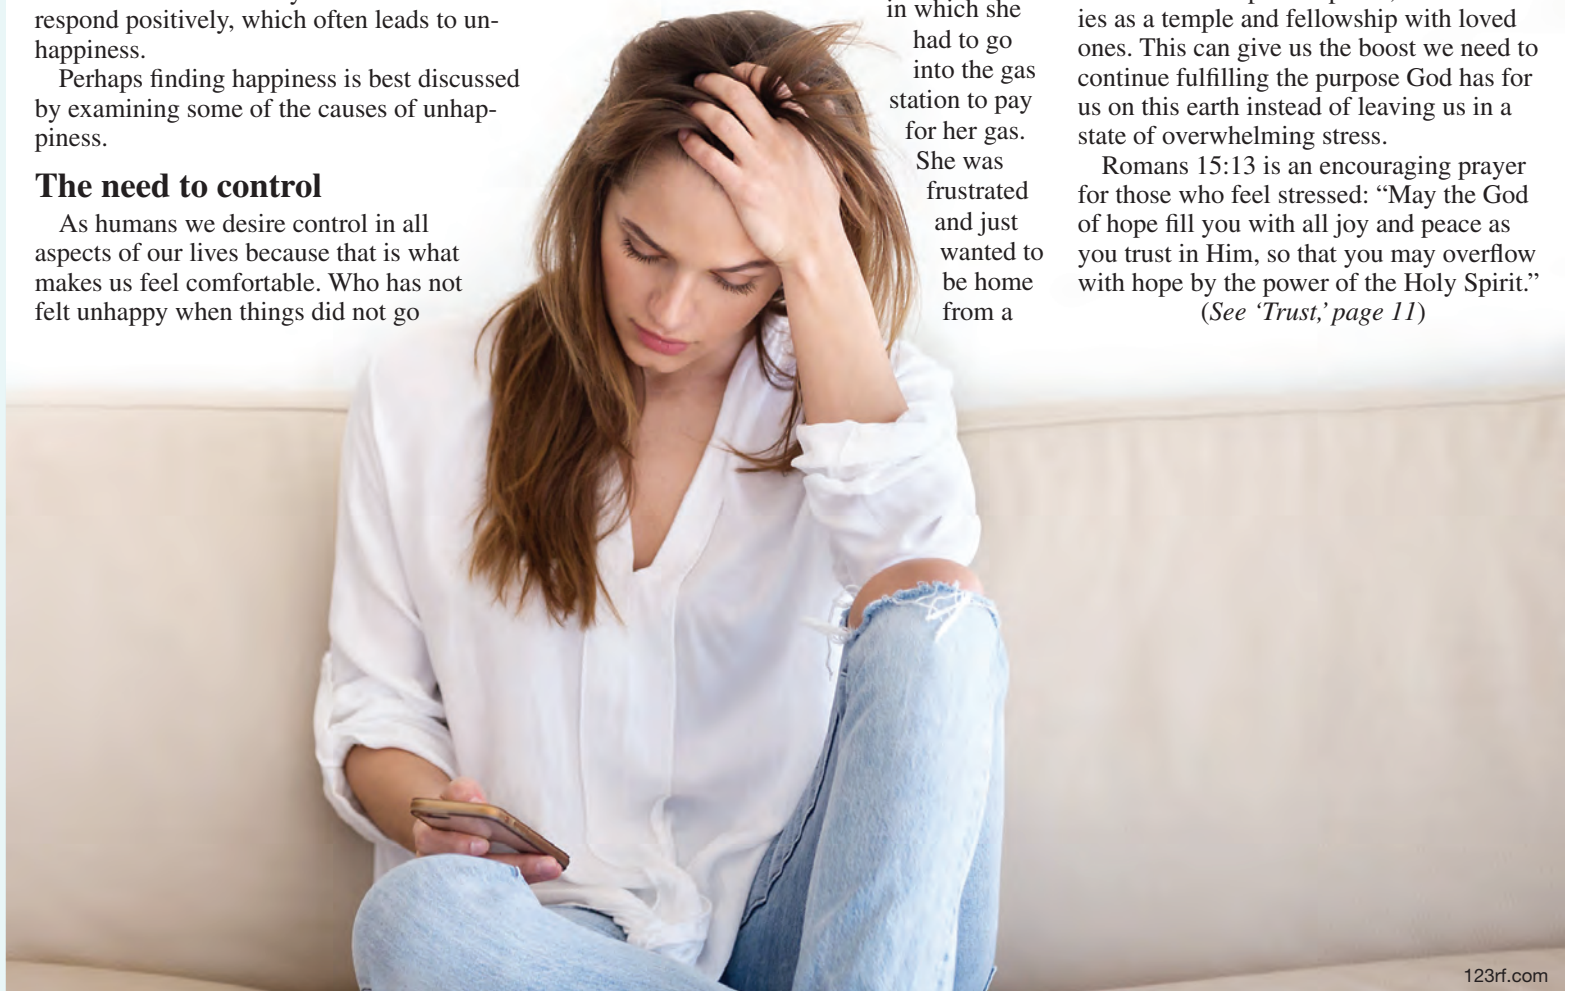 respond positively, which often leads to un-
happiness.
Perhaps finding happiness is best discussed
by examining some of the causes of unhap-
piness.
The need to control
As humans we desire control in all
aspects of our lives because that is what
makes us feel comfortable. Who has not
felt unhappy when things did not go
in which she
had to go
into the gas
station to pay
for her gas.
She was
frustrated
and just
wanted to
be home
from a
ies as a temple and fellowship with loved
ones. This can give us the boost we need to
continue fulfilling the purpose God has for
us on this earth instead of leaving us in a
state of overwhelming stress.
Romans 15:13 is an encouraging prayer
for those who feel stressed: “May the God
of hope fill you with all joy and peace as
you trust in Him, so that you may overflow
with hope by the power of the Holy Spirit.”
(See ‘Trust,’ page 11)
123rf.com